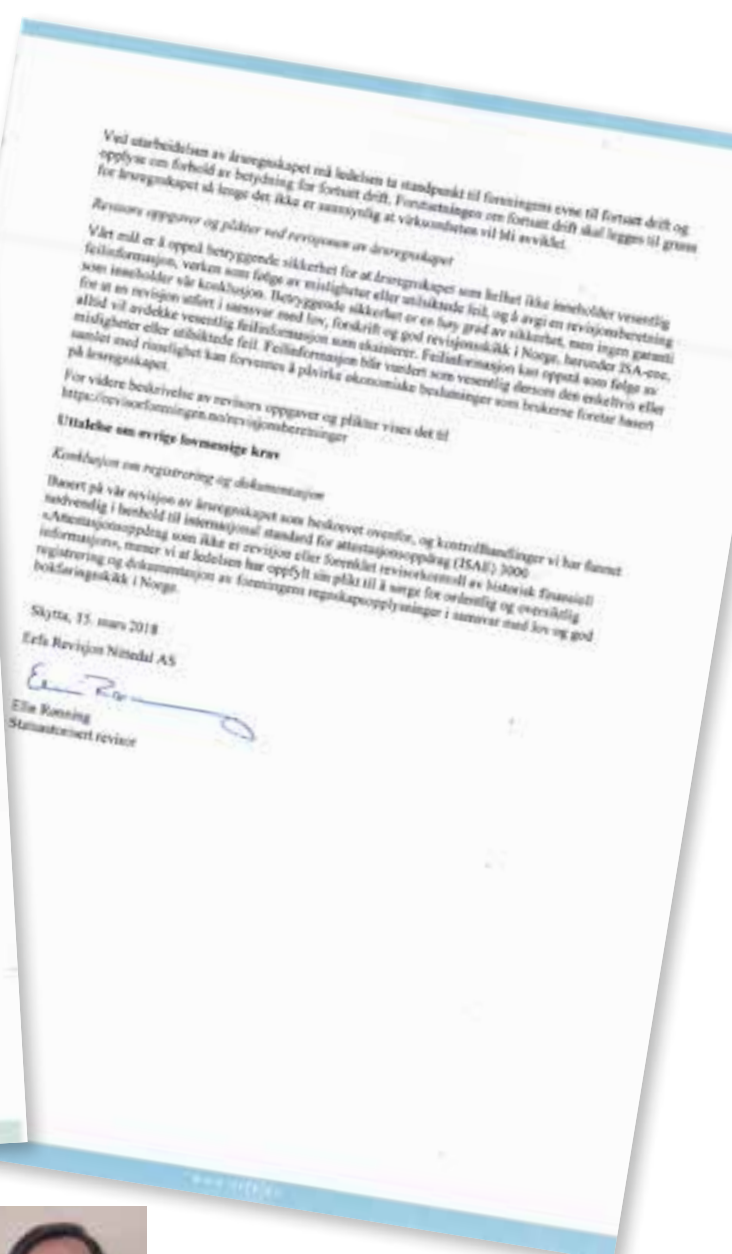 Ved utarbeidelsen av årsregnskapet må ledelsen ta standpunkt til foreningens evne til fortsatt drift og
opplyse om forhold av betydning for fortsatt drift. Forutsetningen om fortsatt drift skal legges til grunn
for årsregnskapet så lenge det ikke er sannsynlig at virksomheten vil bli avviklet.
Revisors oppgaver og plikter ved revisjonen av årsregnskapet
Vårt mål er å oppnå betryggende sikkerhet for at årsregnskapet som helhet ikke inneholder vesentlig
feilinformasjon, verken som følge av misligheter eller utilsiktede feil, og å avgi en revisjonsberetning
som inneholder vår konklusjon. Betryggende sikkerhet er en høy grad av sikkerhet, men ingen garanti
for at en revisjon utført i samsvar med lov, forskrift og god revisjonsskikk i Norge, herunder ISA-ene,
alltid vil avdekke vesentlig feilinformasjon som eksisterer. Feilinformasjon kan oppstå som følge av
misligheter eller utilsiktede feil. Feilinformasjon blir vurdert som vesentlig dersom den enkeltvis eller
samlet med rimelighet kan forventes å påvirke økonomiske beslutninger som brukerne foretar basert
på årsregnskapet.
For videre beskrivelse av revisors oppgaver og plikter vises det til
https://revisorforeningen.no/revisjonsberetninger
Uttalelse om øvrige lovmessige krav
Konklusjon om registrering og dokumentasjon
Basert på vår revisjon av årsregnskapet som beskrevet ovenfor, og kontrollhandlinger vi har funnet
nødvendig i henhold til internasjonal standard for attestasjonsoppdrag (ISAE) 3000
«Attestasjonsoppdrag som ikke er revisjon eller forenklet revisorkontroll av historisk finansiell
informasjon», mener vi at ledelsen har oppfylt sin plikt til å sørge for ordentlig og oversiktlig
registrering og dokumentasjon av foreningens regnskapsopplysninger i samsvar med lov og god
bokføringsskikk i Norge.
Skytta, 15. mars 2018
Eefa Revisjon Nittedal AS
Elin Rønning
Statsautorisert revisor